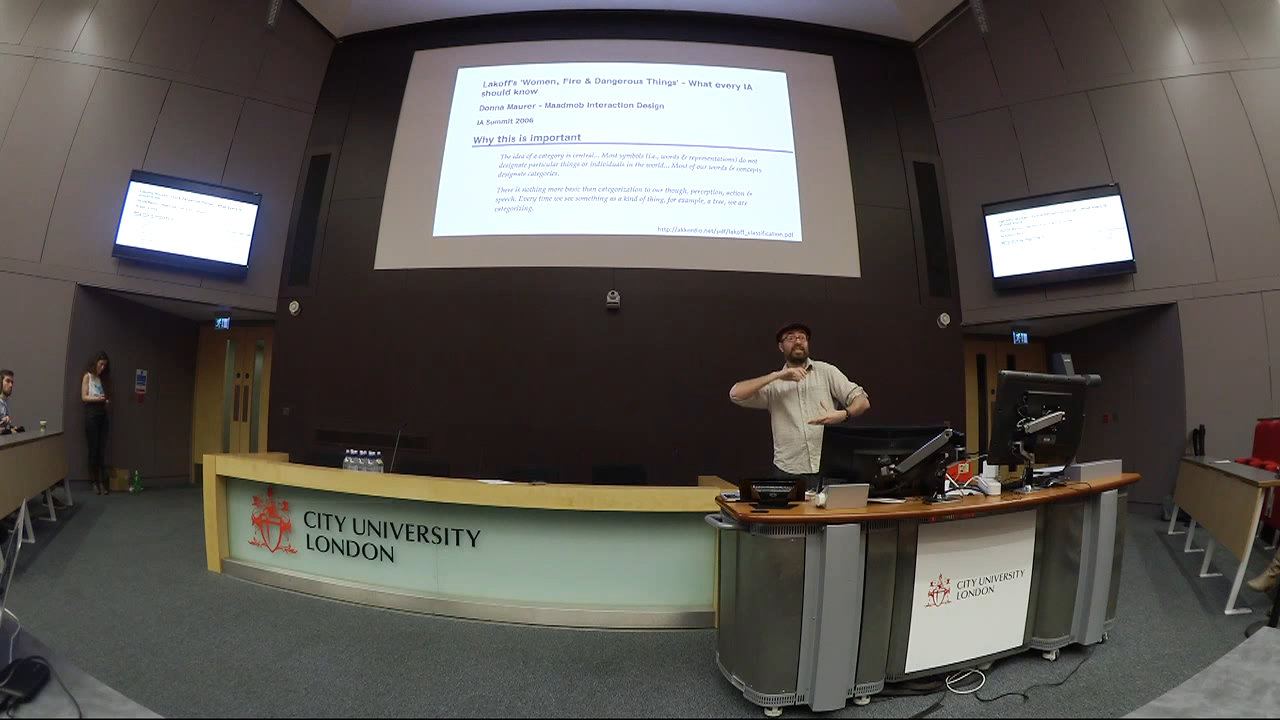 Lakoff's 'Women, Fire & Dangerous Things' - What every IA
should know
Donna Maurer - Maadmob Interaction Design
IA Summit 2006
Why this is important
The idea of a category is central... Most symbols (i.e., words & representations) do not
designate particular things or individuals in the world... Most of our words & concepts
designate categories.
There is nothing more basic then categorization to our though, perception, action &
speech. Every time we see something as a kind of thing, for example, a tree, we are
categorizing.
http://akkordio.net/pdf/lakoff_classification.pdf
CITY UNIVERSITY
LONDON
CITY UNIVERSITY
LONDON